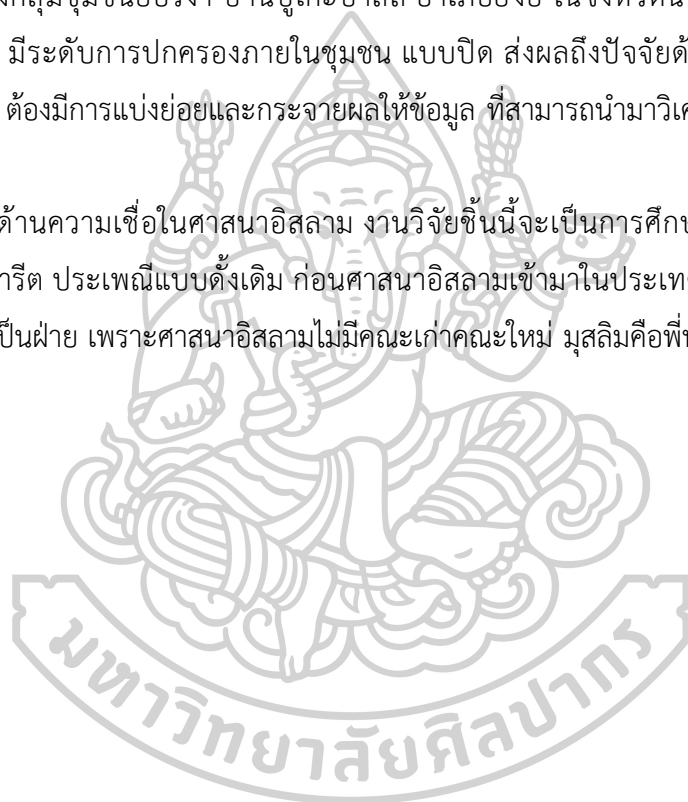 มีระดับการปกครองภายในชุมชน แบบปิด ส่งผลถึงปัจจัยด้
ต้องมีการแบ่งย่อยและกระจายผลให้ข้อมูล ที่สามารถนำมาวิเค
ด้านความเชื่อในศาสนาอิสลาม งานวิจัยชิ้นนี้จะเป็นการศึกษ
ารีต ประเพณีแบบดั้งเดิม ก่อนศาสนาอิสลามเข้ามาในประเทศ
เป็นฝ่าย เพราะศาสนาอิสลามไม่มีคณะเก่าคณะใหม่ มุสลิมคือพี่น
มหาวิทยาลัยศิลปากร